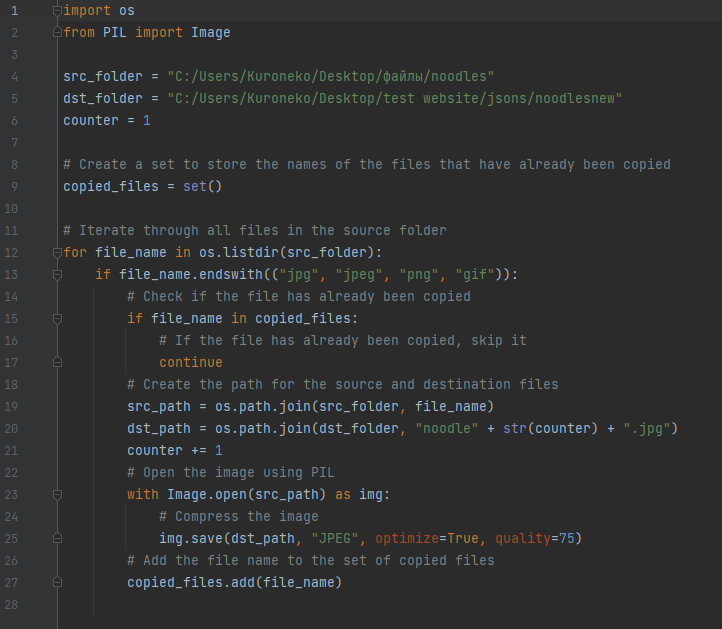 1 import os
2 from PIL import Image
3
4 src_folder = "C:/Users/Kuroneko/Desktop/файлы/noodles"
5 dst_folder = "C:/Users/Kuroneko/Desktop/test website/jsons/noodlesnew"
6 counter = 1
7
8 # Create a set to store the names of the files that have already been copied
9 copied_files = set()
10
11 # Iterate through all files in the source folder
12 for file_name in os.listdir(src_folder):
13     if file_name.endswith(("jpg", "jpeg", "png", "gif")):
14         # Check if the file has already been copied
15         if file_name in copied_files:
16             # If the file has already been copied, skip it
17             continue
18         # Create the path for the source and destination files
19         src_path = os.path.join(src_folder, file_name)
20         dst_path = os.path.join(dst_folder, "noodle" + str(counter) + ".jpg")
21         counter += 1
22         # Open the image using PIL
23         with Image.open(src_path) as img:
24             # Compress the image
25             img.save(dst_path, "JPEG", optimize=True, quality=75)
26         # Add the file name to the set of copied files
27         copied_files.add(file_name)
28